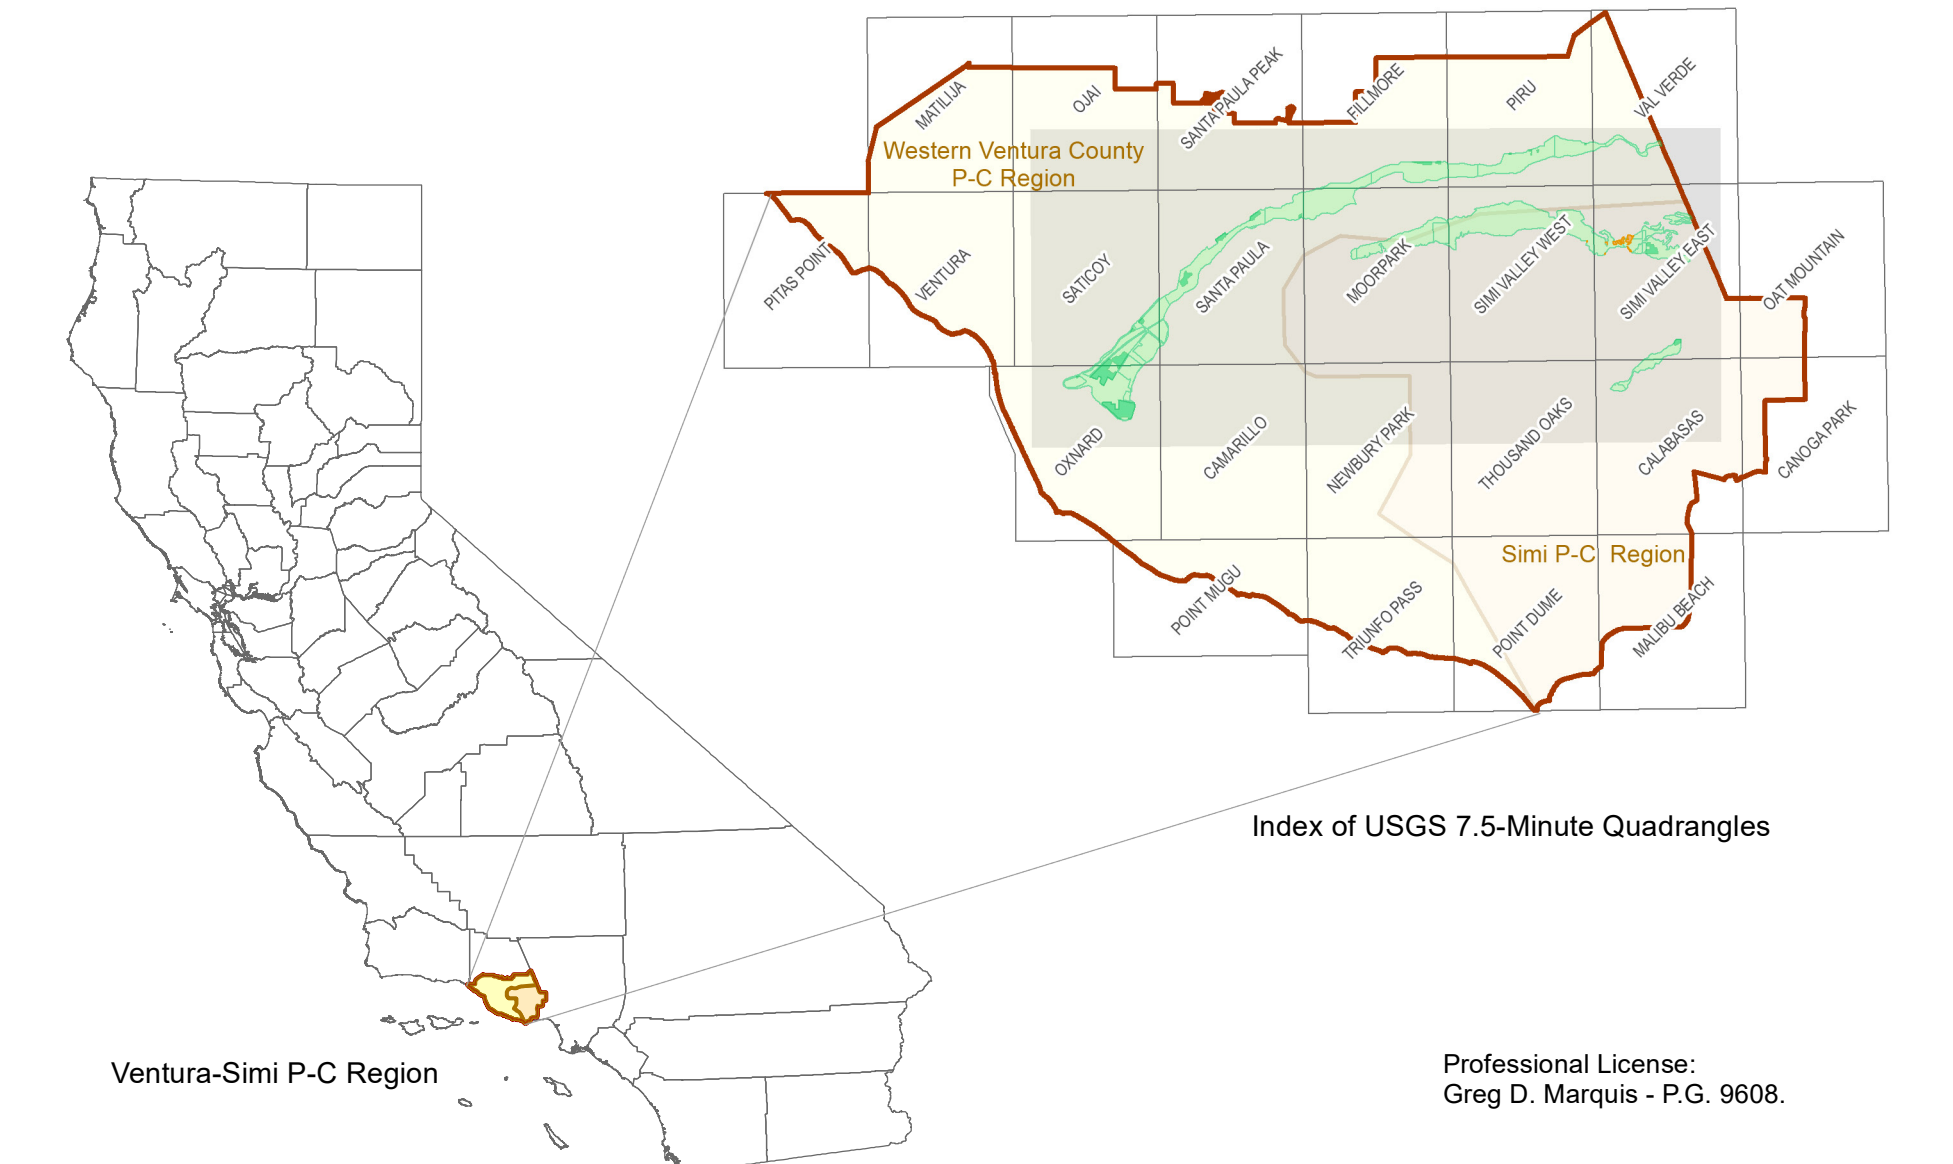 MATILIJA
OJAI
SANTA PAULA PEAK
FILLMORE
PIRU
VAL VERDE
Western Ventura County
P-C Region
PITAS POINT
VENTURA
SATICOY
SANTA PAULA
MOORPARK
SIMI VALLEY WEST
SIMI VALLEY EAST
OAT MOUNTAIN
OXNARD
CAMARILLO
NEWBURY PARK
THOUSAND OAKS
CALABASAS
CANOGA PARK
Simi P-C Region
POINT MUGU
TRIUNFO PASS
POINT DUME
MALIBU BEACH
Index of USGS 7.5-Minute Quadrangles
Ventura-Simi P-C Region
Professional License:
Greg D. Marquis - P.G. 9608.